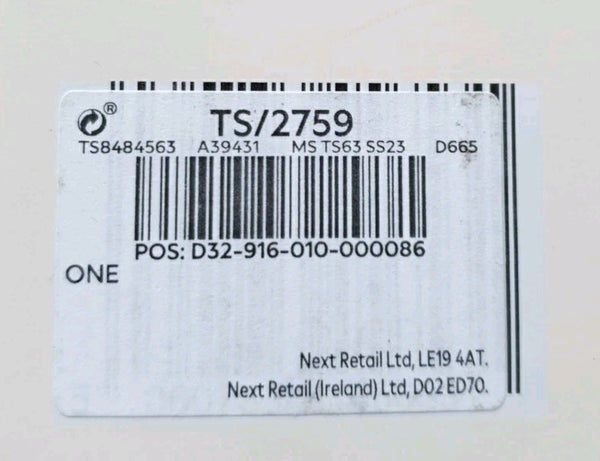 ®
TS/2759
TS8484563 A39431 MS TS63 SS23 D665
POS: D32-916-010-000086
ONE
Next Retail Ltd, LE19 4AT.
Next Retail (Ireland) Ltd, D02 ED70.